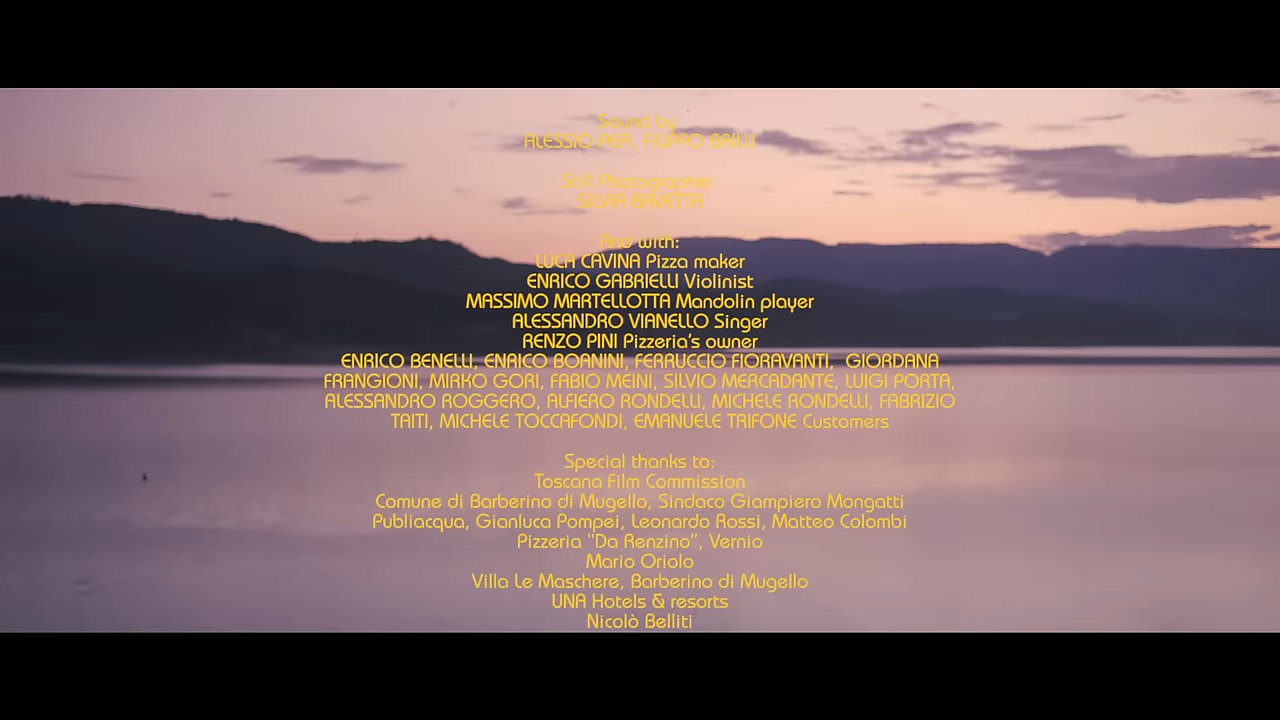 Sound by:
ALESSIO PEPI, FILIPPO BRILLI
Still Photographer
SILVIA BAVETTA
And with:
LUCA CAVINA Pizza maker
ENRICO GABRIELLI Violinist
MASSIMO MARTELLOTTA Mandolin player
ALESSANDRO VIANELLO Singer
RENZO PINI Pizzeria's owner
ENRICO BENELLI, ENRICO BOANINI, FERRUCCIO FIORAVANTI, GIORDANA
FRANGIONI, MIRKO GORI, FABIO MEINI, SILVIO MERCADANTE, LUIGI PORTA,
ALESSANDRO ROGGERO, ALFIERO RONDELLI, MICHELE RONDELLI, FABRIZIO
TAITI, MICHELE TOCCAFONDI, EMANUELE TRIFONE Customers
Special thanks to:
Toscana Film Commission
Comune di Barberino di Mugello, Sindaco Giampiero Mongatti
Publiacqua, Gianluca Pompei, Leonardo Rossi, Matteo Colombi
Pizzeria "Da Renzino", Vernio
Mario Oriolo
Villa Le Maschere, Barberino di Mugello
UNA Hotels & resorts
Nicolò Belliti